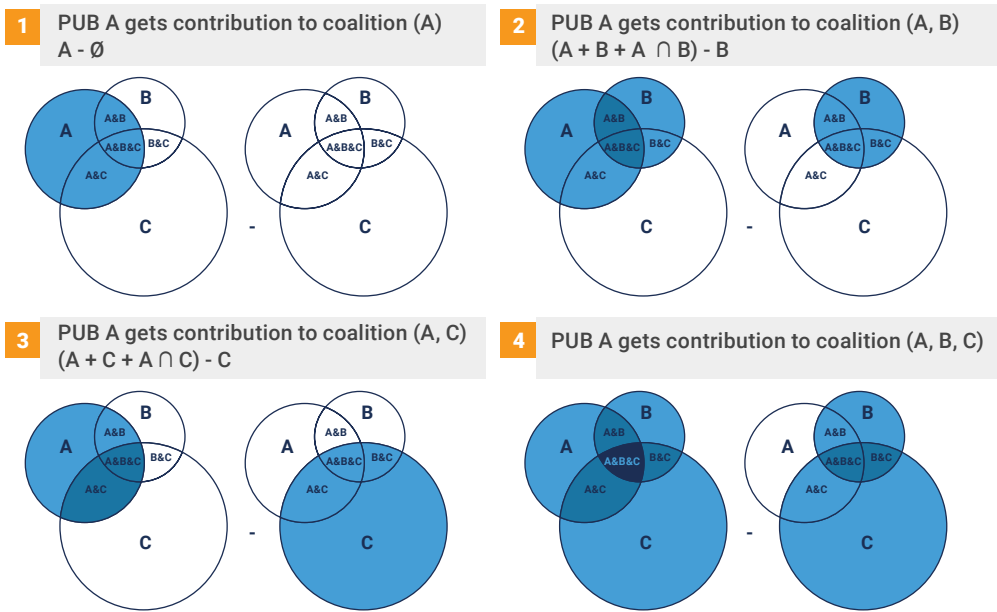 1
PUB A gets contribution to coalition (A)
A - Ø
A
B
A&B
A&B&C
B&C
A&C
C
-
A
B
A&B
A&B&C
B&C
A&C
C
2
PUB A gets contribution to coalition (A, B)
(A + B + A ∩ B) - B
A
B
A&B
A&B&C
B&C
A&C
C
-
A
B
A&B
A&B&C
B&C
A&C
C
3
PUB A gets contribution to coalition (A, C)
(A + C + A ∩ C) - C
A
B
A&B
A&B&C
B&C
A&C
C
-
A
B
A&B
A&B&C
B&C
A&C
C
4
PUB A gets contribution to coalition (A, B, C)
A
B
A&B
A&B&C
B&C
A&C
C
-
A
B
A&B
A&B&C
B&C
A&C
C